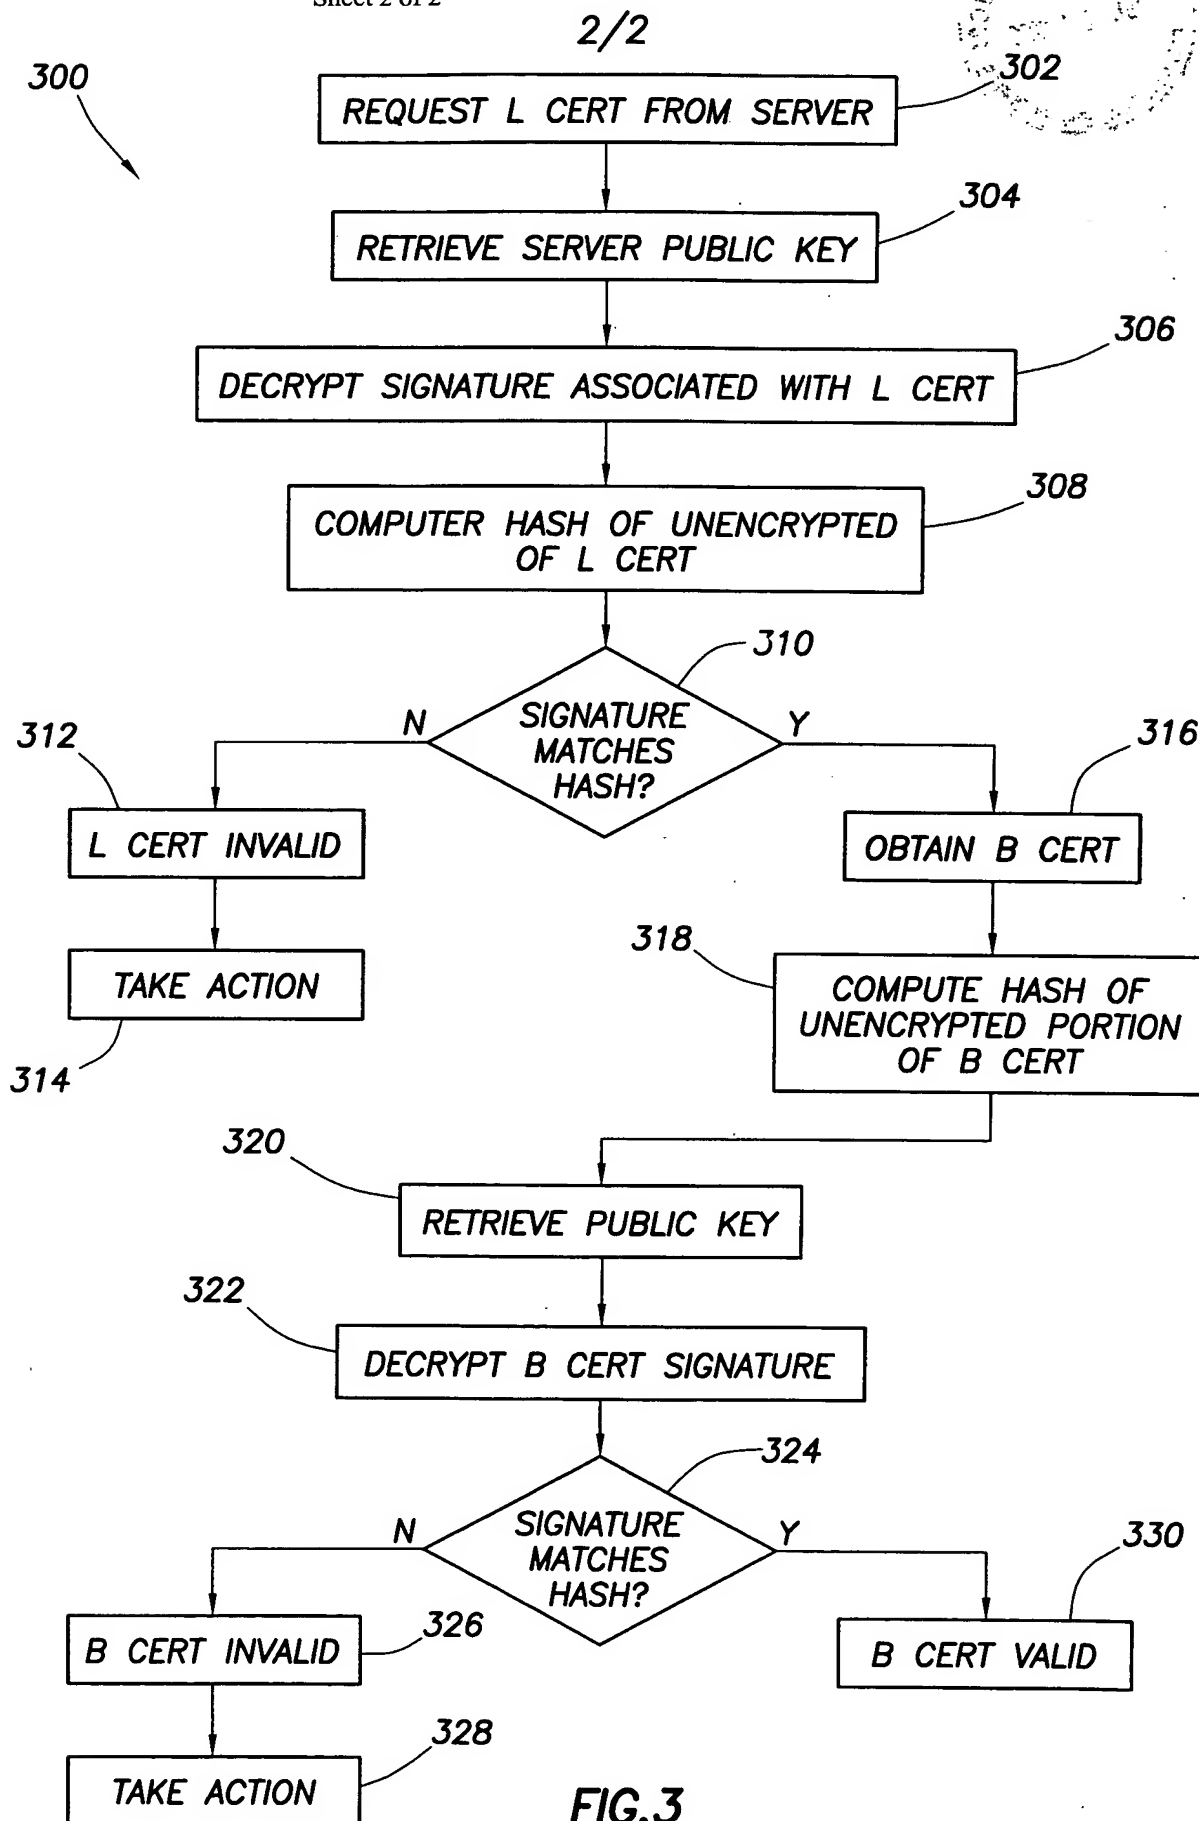 Sheet 2 of 2
2/2
300
302
REQUEST L CERT FROM SERVER
304
RETRIEVE SERVER PUBLIC KEY
306
DECRYPT SIGNATURE ASSOCIATED WITH L CERT
308
COMPUTER HASH OF UNENCRYPTED
OF L CERT
310
N
SIGNATURE
MATCHES
HASH?
Y
312
316
L CERT INVALID
OBTAIN B CERT
318
TAKE ACTION
COMPUTE HASH OF
UNENCRYPTED PORTION
OF B CERT
314
320
RETRIEVE PUBLIC KEY
322
DECRYPT B CERT SIGNATURE
324
N
SIGNATURE
MATCHES
HASH?
Y
330
326
B CERT INVALID
B CERT VALID
328
TAKE ACTION
FIG.3